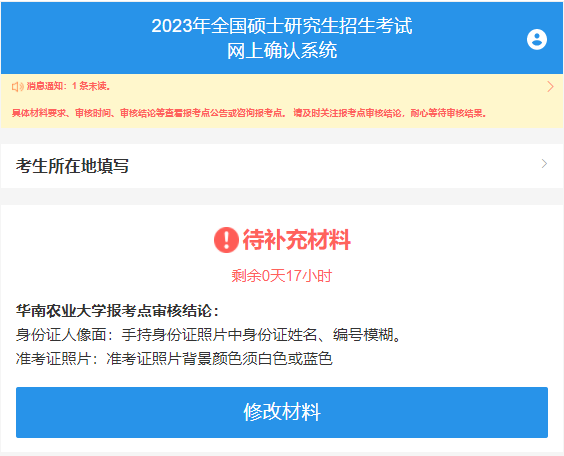 2023年全国硕士研究生招生考试
网上确认系统
消息通知：1 条未读。
具体材料要求、审核时间、审核结论等查看报考点公告或咨询报考点。 请及时关注报考点审核结论，耐心等待审核结果。
考生所在地填写
待补充材料
剩余0天17小时
华南农业大学报考点审核结论：
身份证人像面：手持身份证照片中身份证姓名、编号模糊。
准考证照片：准考证照片背景颜色须白色或蓝色
修改材料